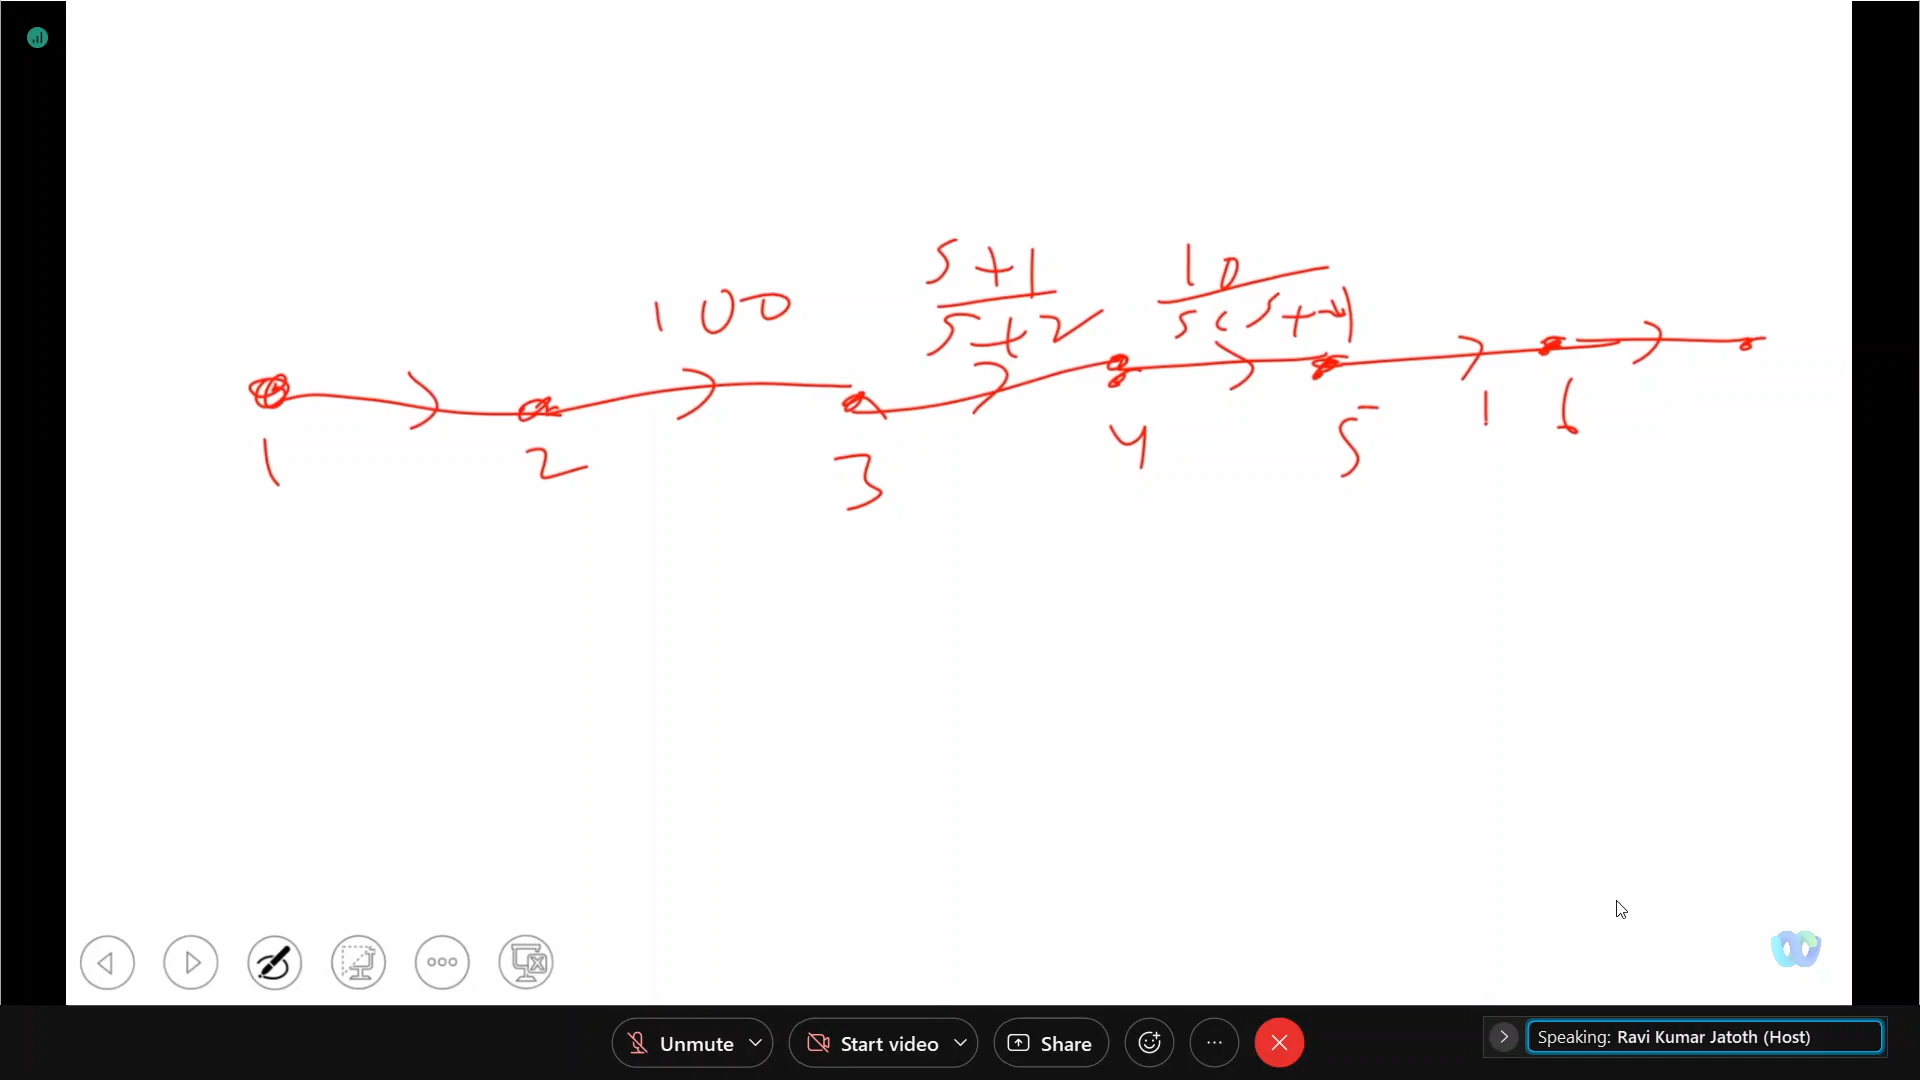 100
s+1
s+2
10
s(s+4)
1
2
3
4
5
1
6
Unmute
Start video
Share
Speaking: Ravi Kumar Jatoth (Host)